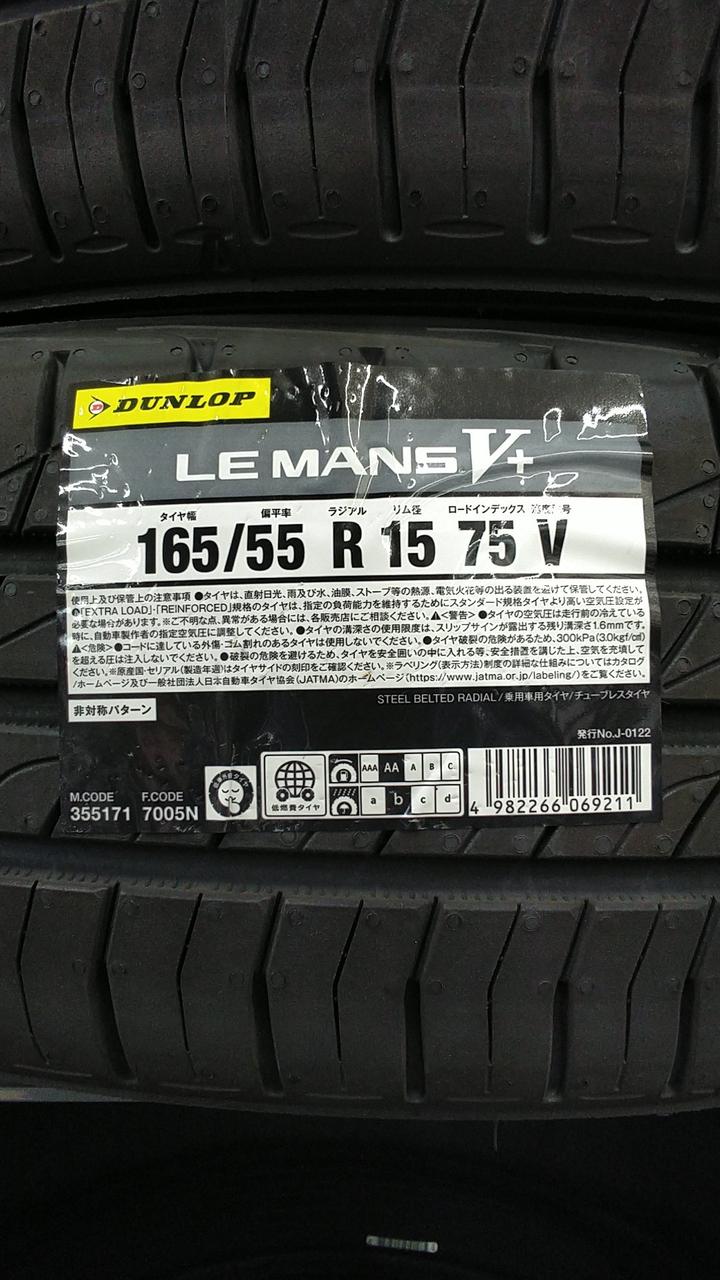 DUNLOP
LE MANS V+
タイヤ幅 偏平率 ラジアル リム径 ロードインデックス 速度記号
165/55 R 15 75 V
使用上及び保管上の注意事項 ●タイヤは、直射日光、雨及び水、油膜、ストーブ等の熱源、電気火花等の出る装置を避けて保管してください。
●「EXTRA LOAD」・「REINFORCED」規格のタイヤは、指定の負荷能力を維持するためにスタンダード規格タイヤより高い空気圧設定が
必要な場合があります。※ご不明な点、異常がある場合には、各販売店にご相談ください。⚠<警告> ●タイヤの空気圧は走行前の冷えている
時に、自動車製作者の指定空気圧に調整してください。●タイヤの溝深さの使用限度は、スリップサインが露出する残り溝深さ1.6mmです。
⚠<危険> ●コードに達している外傷・ゴム割れのあるタイヤは使用しないでください。●タイヤ破裂の危険があるため、300kPa(3.0kgf/c㎡)
を超える圧は注入しないでください。●破裂の危険を避けるため、タイヤを安全囲いの中に入れる等、安全措置を講じた上、空気を充填して
ください。※原産国・セリアル(製造年週)はタイヤサイドの刻印をご確認ください。※ラベリング(表示方法)制度の詳細な仕組みについてはカタログ
/ホームページ及び一般社団法人日本自動車タイヤ協会(JATMA)のホームページ(https://www.jatma.or.jp/labeling/)をご覧ください。
STEEL BELTED RADIAL/乗用車用タイヤ/チューブレスタイヤ
非対称パターン
発行No.J-0122
M.CODE F.CODE
355171 7005N
低車外音タイヤ
低燃費タイヤ
AAA AA A B C
a b c d
4 982266 069211